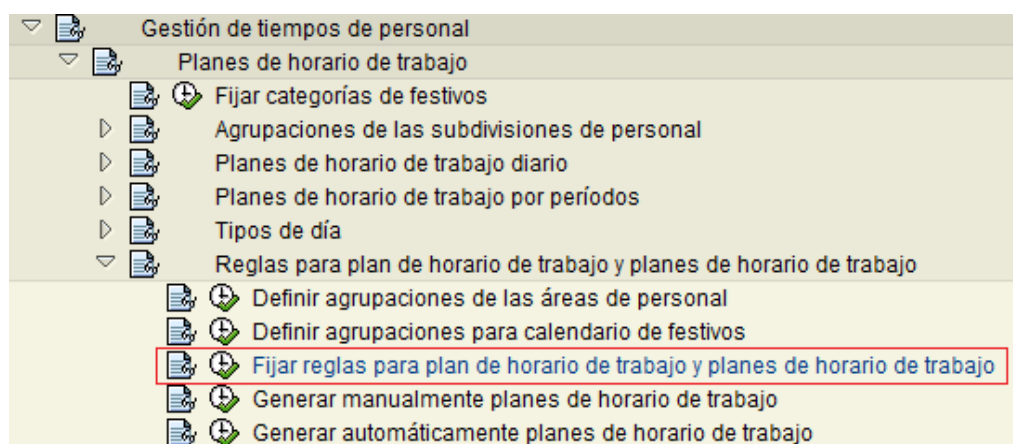 Gestión de tiempos de personal
Planes de horario de trabajo
Fijar categorías de festivos
Agrupaciones de las subdivisiones de personal
Planes de horario de trabajo diario
Planes de horario de trabajo por períodos
Tipos de día
Reglas para plan de horario de trabajo y planes de horario de trabajo
Definir agrupaciones de las áreas de personal
Definir agrupaciones para calendario de festivos
Fijar reglas para plan de horario de trabajo y planes de horario de trabajo
Generar manualmente planes de horario de trabajo
Generar automáticamente planes de horario de trabajo